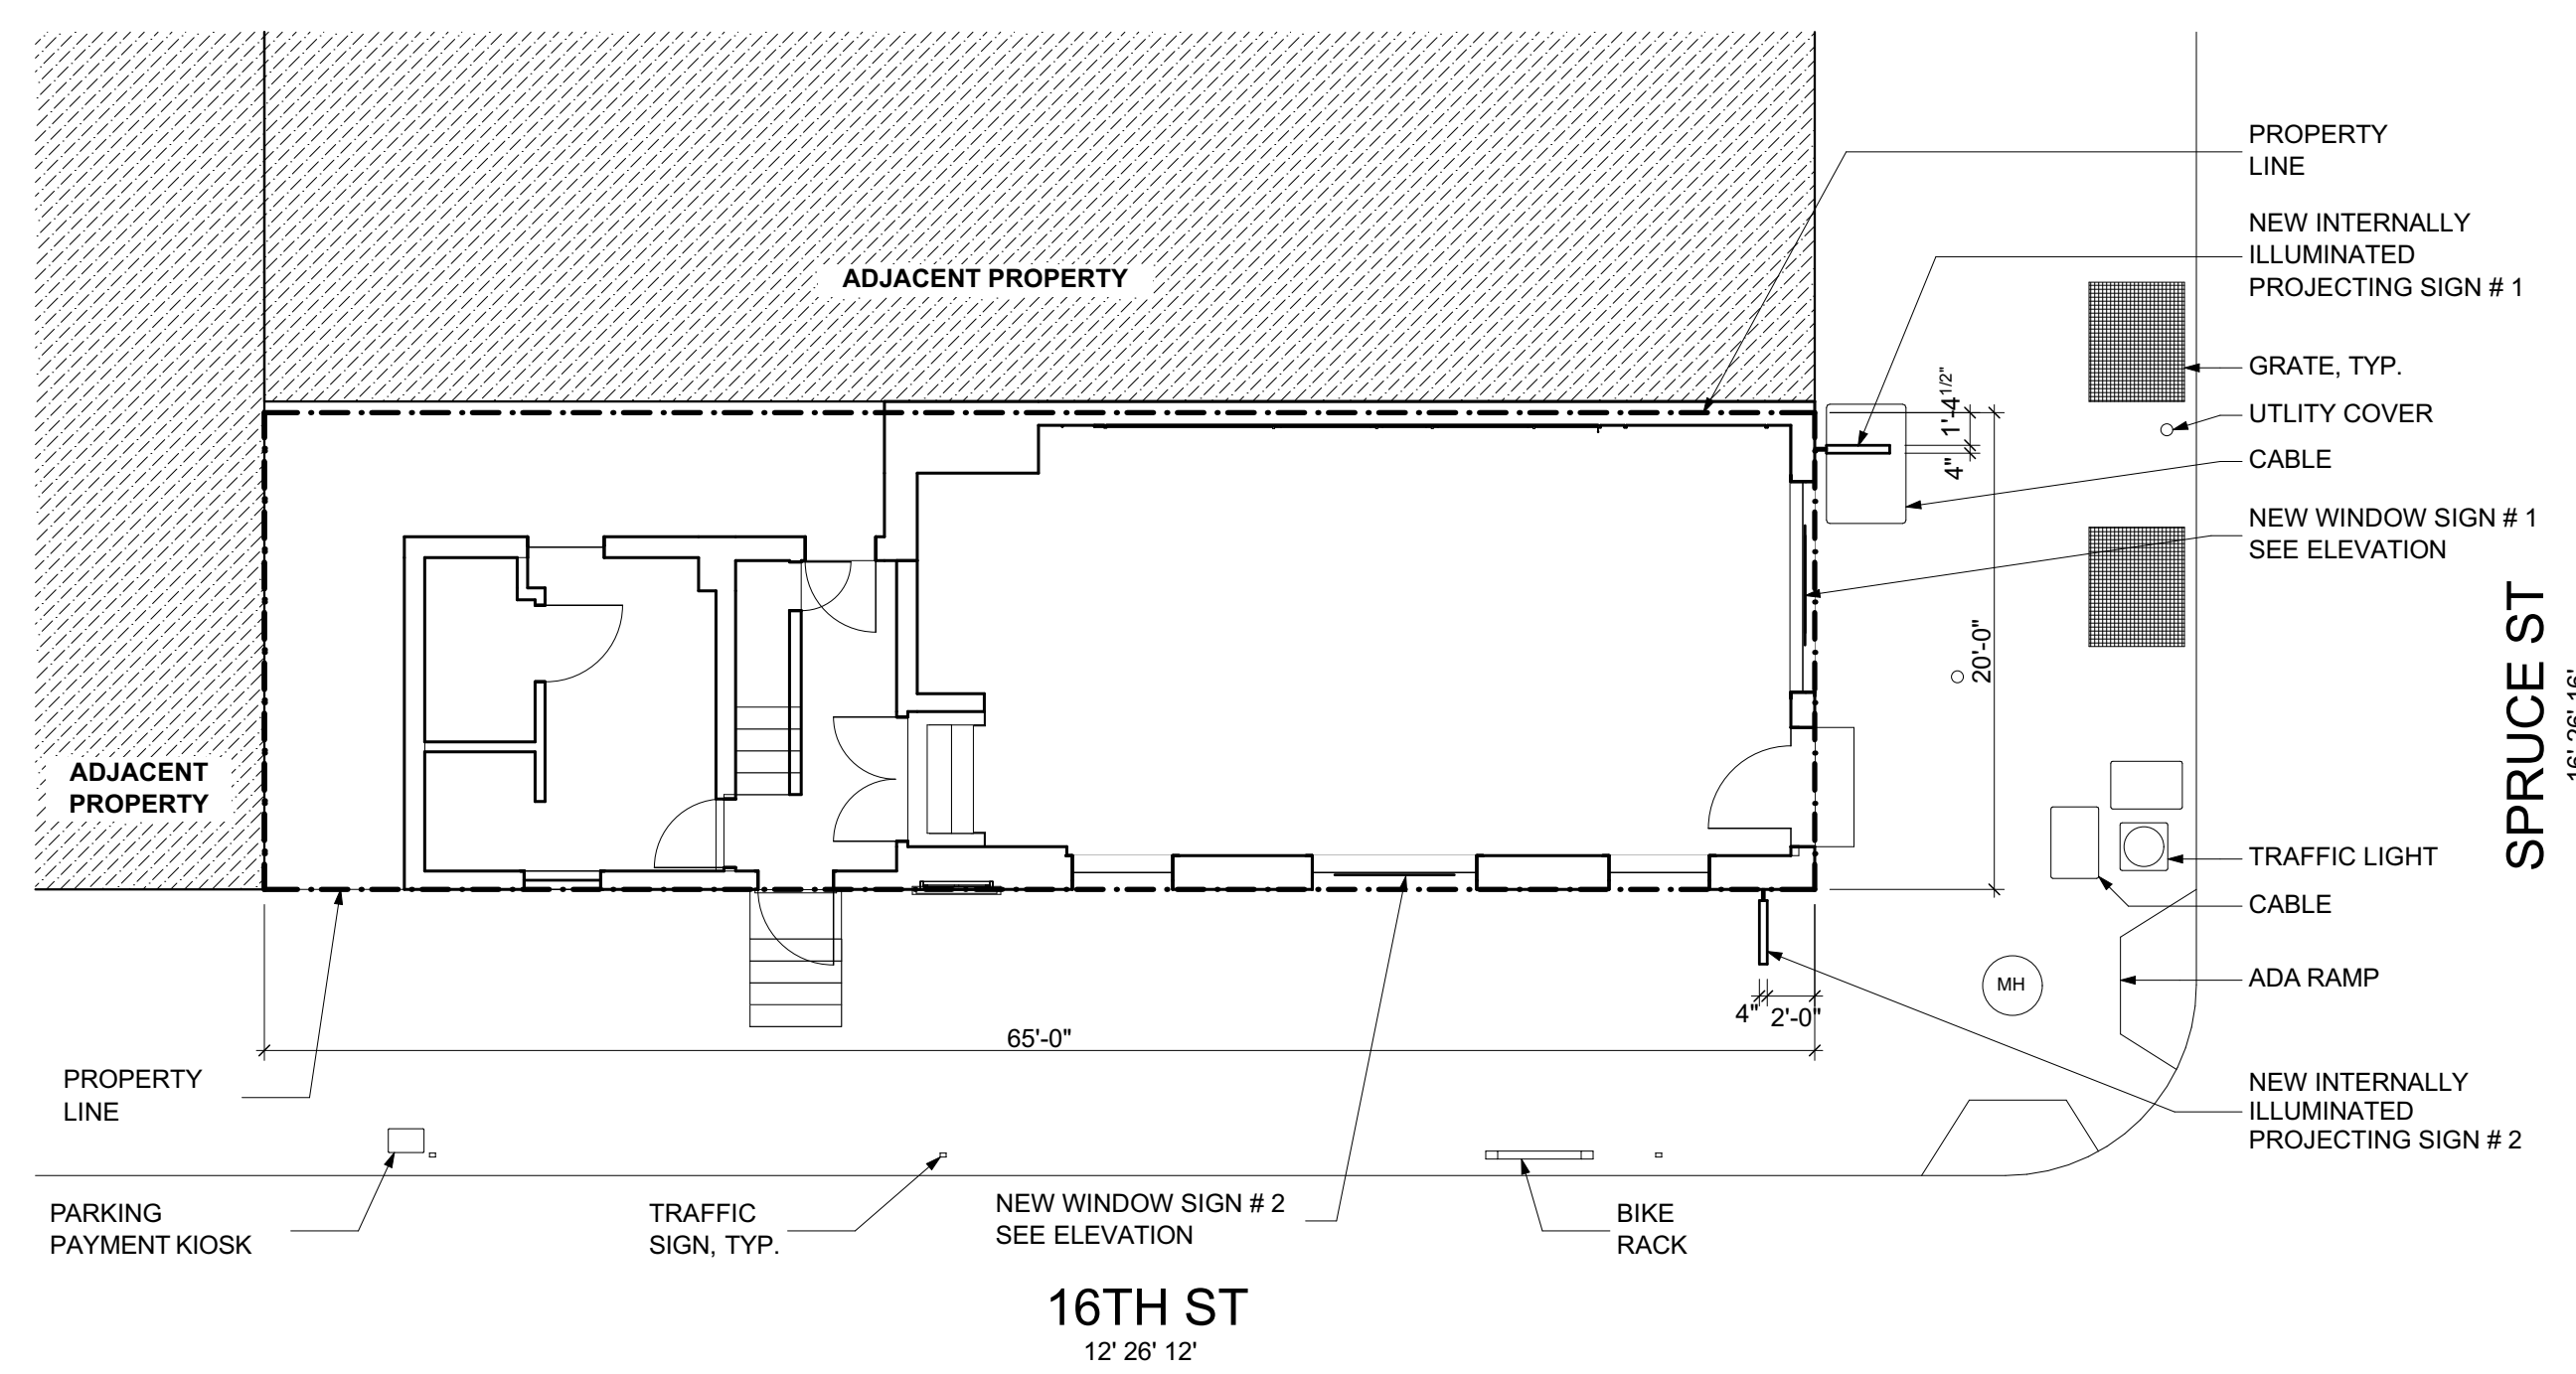 PROPERTY
LINE
NEW INTERNALLY
ILLUMINATED
PROJECTING SIGN # 1
ADJACENT PROPERTY
GRATE, TYP.
1'-4 1/2"
UTLITY COVER
4"
CABLE
NEW WINDOW SIGN # 1
SEE ELEVATION
20'-0"
SPRUCE ST
16' 26' 16'
ADJACENT
PROPERTY
TRAFFIC LIGHT
CABLE
ADA RAMP
MH
4" 2'-0"
65'-0"
PROPERTY
LINE
NEW INTERNALLY
ILLUMINATED
PROJECTING SIGN # 2
PARKING
PAYMENT KIOSK
TRAFFIC
SIGN, TYP.
NEW WINDOW SIGN # 2
SEE ELEVATION
BIKE
RACK
16TH ST
12' 26' 12'